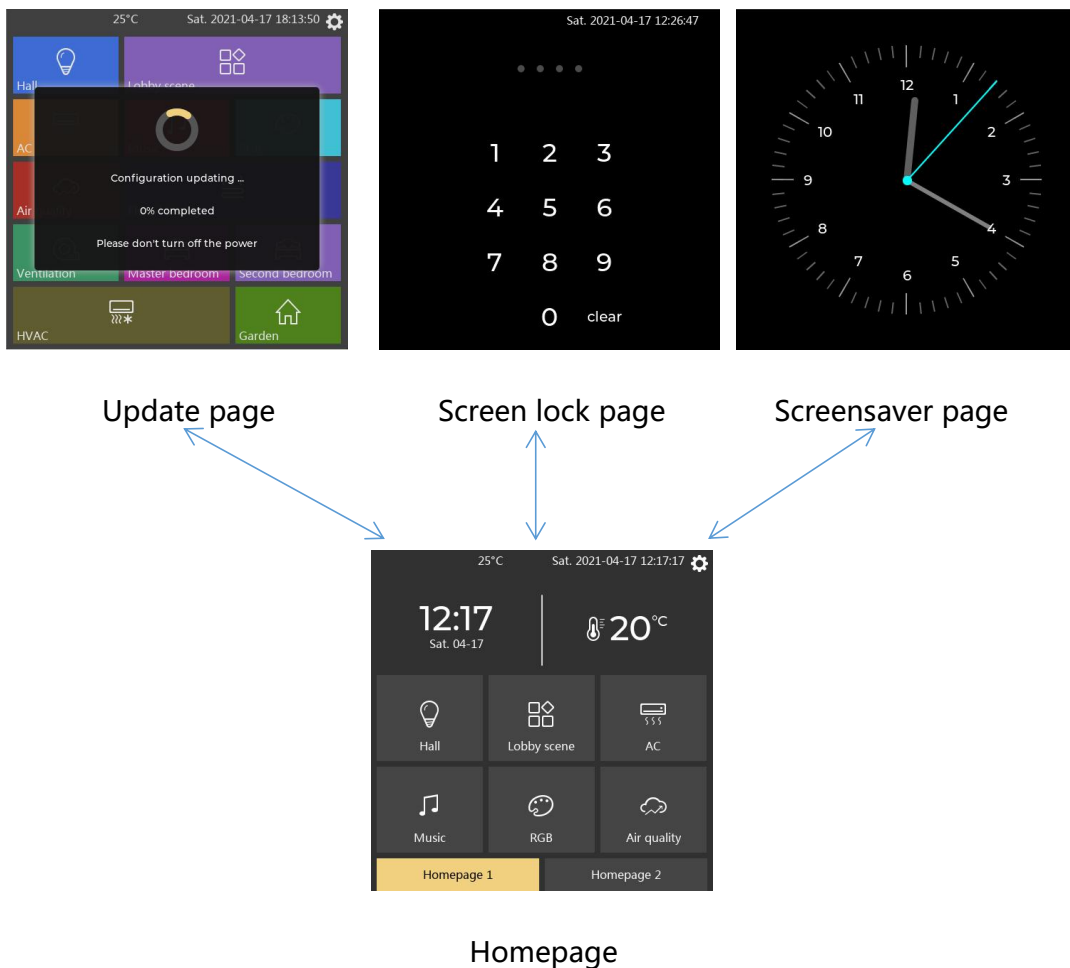 25°C Sat. 2021-04-17 18:13:50
Hall Lobby scene
AC
Configuration updating ...
Air
0% completed
Please don't turn off the power
Ventilation Master bedroom Second bedroom
HVAC Garden
Update page
Sat. 2021-04-17 12:26:47
1 2 3
4 5 6
7 8 9
0 clear
Screen lock page
12
11 1
10 2
9 3
8 4
7 5
6
Screensaver page
25°C Sat. 2021-04-17 12:17:17
12:17
Sat. 04-17
20°C
Hall Lobby scene AC
Music RGB Air quality
Homepage 1 Homepage 2
Homepage